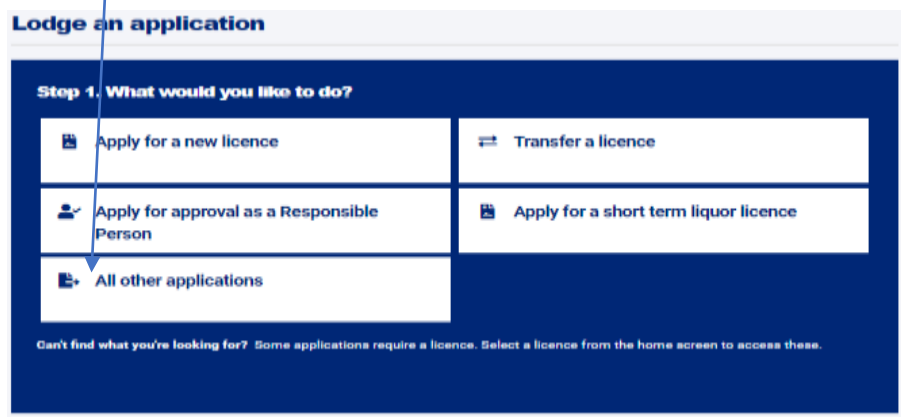 Lodge an application
Step 1. What would you like to do?
Apply for a new licence
Transfer a licence
Apply for approval as a Responsible
Person
Apply for a short term liquor licence
All other applications
Can't find what you're looking for? Some applications require a licence. Select a licence from the home screen to access these.